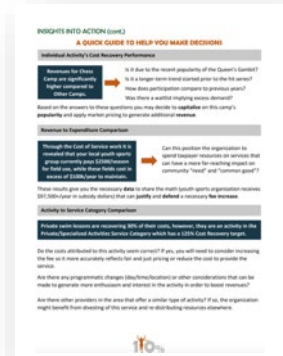 INSIGHTS INTO ACTION (cont.)
A QUICK GUIDE TO HELP YOU MAKE DECISIONS
Individual Activity's Cost Recovery Performance
Revenues for Chess
Camp are significantly
higher compared to
Other Camps.
Is it due to the recent popularity of the Queen's Gambit?
Is it a longer-term trend started prior to the hit series?
How does participation compare to previous years?
Was there a waitlist implying excess demand?
Based on the answers to these questions you may decide to capitalize on this camp's
popularity and apply market pricing to generate additional revenue.
Revenue to Expenditure Comparison
Through the Cost of Service work it is
revealed that your local youth sports
group currently pays $2500/season
for field use, while these fields cost in
excess of $100k/year to maintain.
Can this position the organization to
spend taxpayer resources on services that
can have a more far-reaching impact on
community "need" and "common good"?
These results give you the necessary data to share the math (youth sports organization receives
$97,500+/year in subsidy dollars) that can justify and defend a necessary fee increase.
Activity to Service Category Comparison
Private swim lessons are recovering 30% of their costs, however, they are an activity in the
Private/Specialized Activities Service Category which has a 125% Cost Recovery target.
Do the costs attributed to this activity seem correct? If yes, you will need to consider increasing
the fee so it more accurately reflects fair and just pricing or reduce the cost to provide the
service.
Are there any programmatic changes (day/time/location) or other considerations that can be
made to generate more enthusiasm and interest in the activity in order to boost revenues?
Are there other providers in the area that offer a similar type of activity? If so, the organization
might benefit from divesting of this service and re-distributing resources elsewhere.
110%